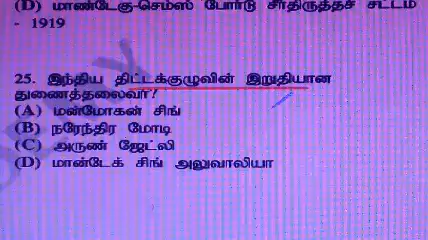 (D) மாண்டேகு-செம்ஸ் போர்டு சீர்திருத்தச் சட்டம்
- 1919
25. இந்திய திட்டக்குழுவின் இறுதியான
துணைத்தலைவர்?
(A) மன்மோகன் சிங்
(B) நரேந்திர மோடி
(C) அருண் ஜேட்லி
(D) மான்டேக் சிங் அலுவாலியா